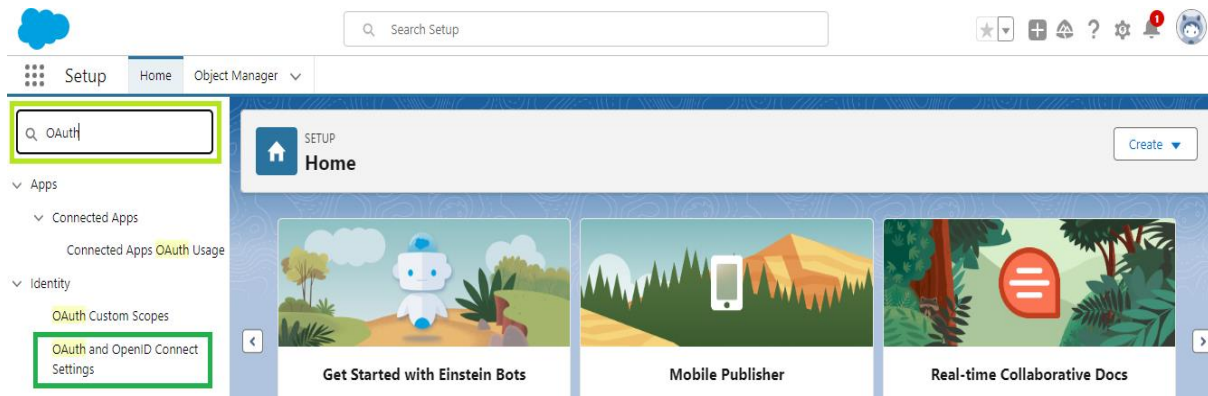 Search Setup
1
Setup
Home
Object Manager
OAuth
Apps
Connected Apps
Connected Apps OAuth Usage
Identity
OAuth Custom Scopes
OAuth and OpenID Connect
Settings
SETUP
Home
Create
Get Started with Einstein Bots
Mobile Publisher
Real-time Collaborative Docs